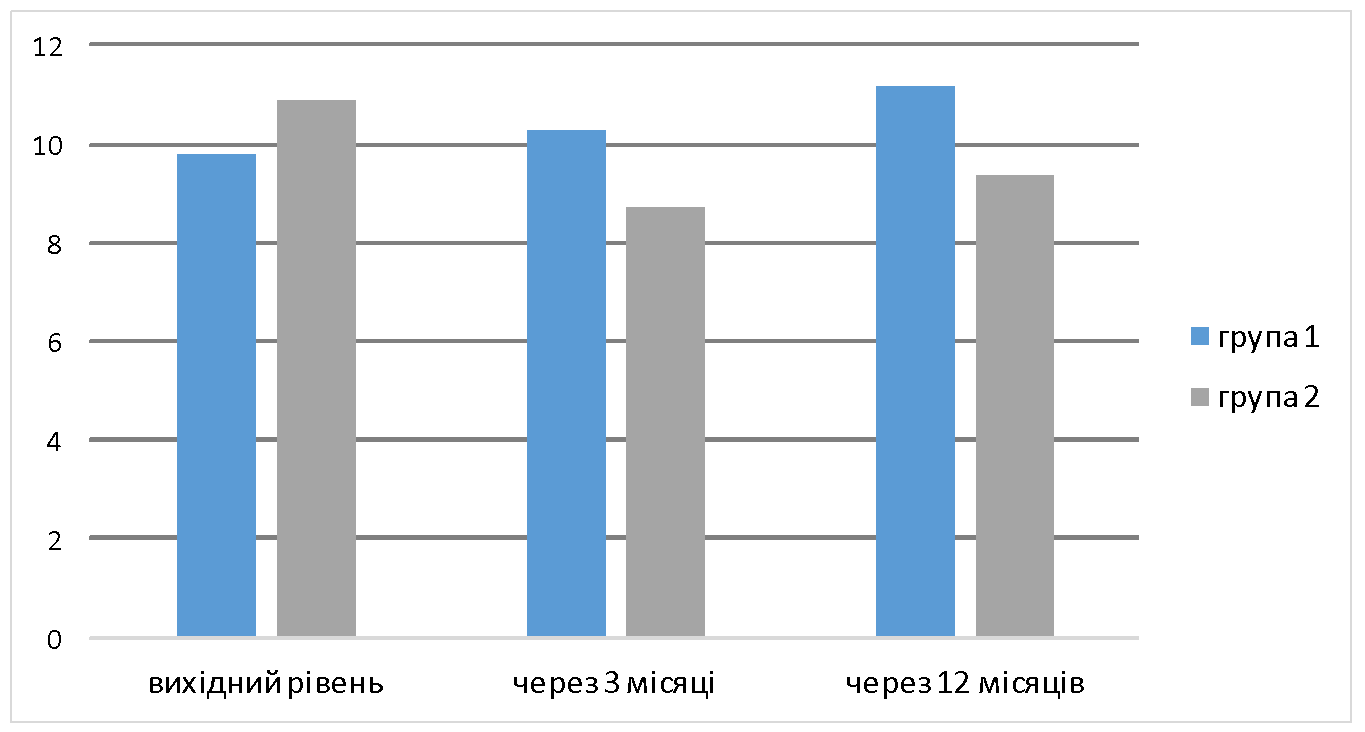 12
10
8
6
4
2
0
вихідний рівень
через 3 місяці
через 12 місяців
група 1
група 2